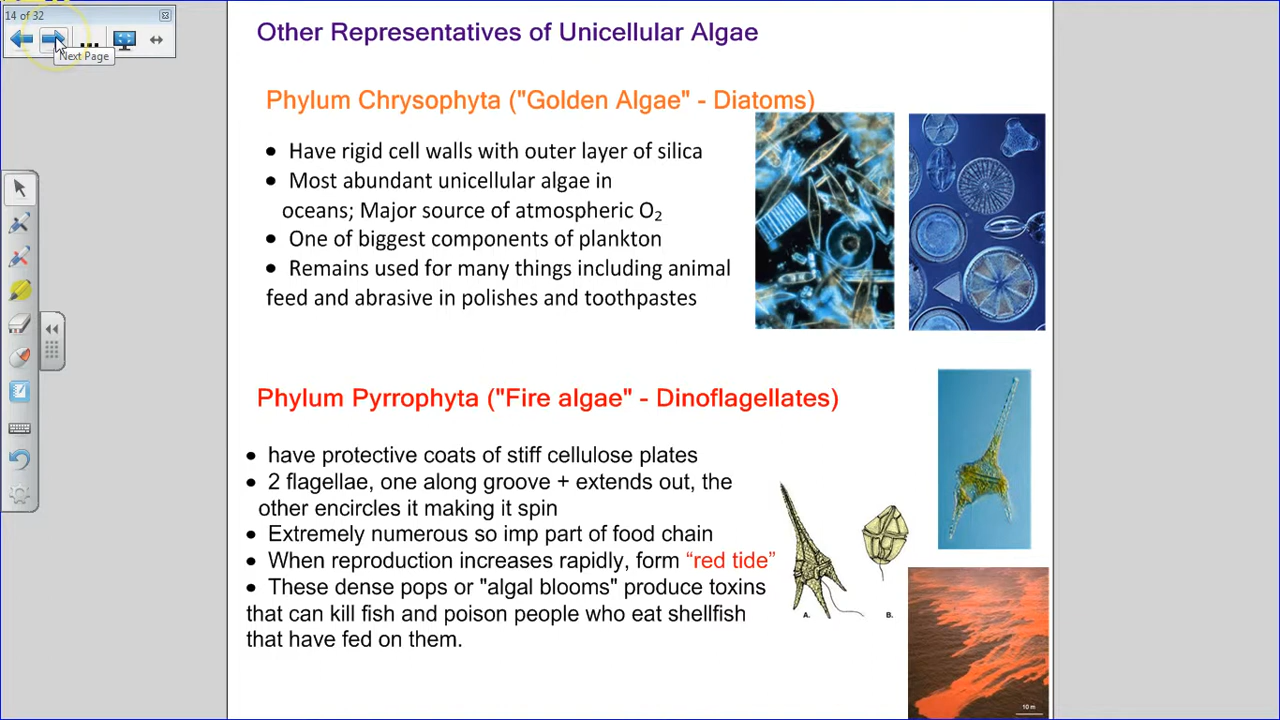 14 of 32
Next Page
Other Representatives of Unicellular Algae
Phylum Chrysophyta ("Golden Algae" - Diatoms)
• Have rigid cell walls with outer layer of silica
• Most abundant unicellular algae in
oceans; Major source of atmospheric O₂
• One of biggest components of plankton
• Remains used for many things including animal
feed and abrasive in polishes and toothpastes
Phylum Pyrrophyta ("Fire algae" - Dinoflagellates)
• have protective coats of stiff cellulose plates
• 2 flagellae, one along groove + extends out, the
other encircles it making it spin
• Extremely numerous so imp part of food chain
• When reproduction increases rapidly, form “red tide”
• These dense pops or "algal blooms" produce toxins
that can kill fish and poison people who eat shellfish
that have fed on them.
A. B.
10 m